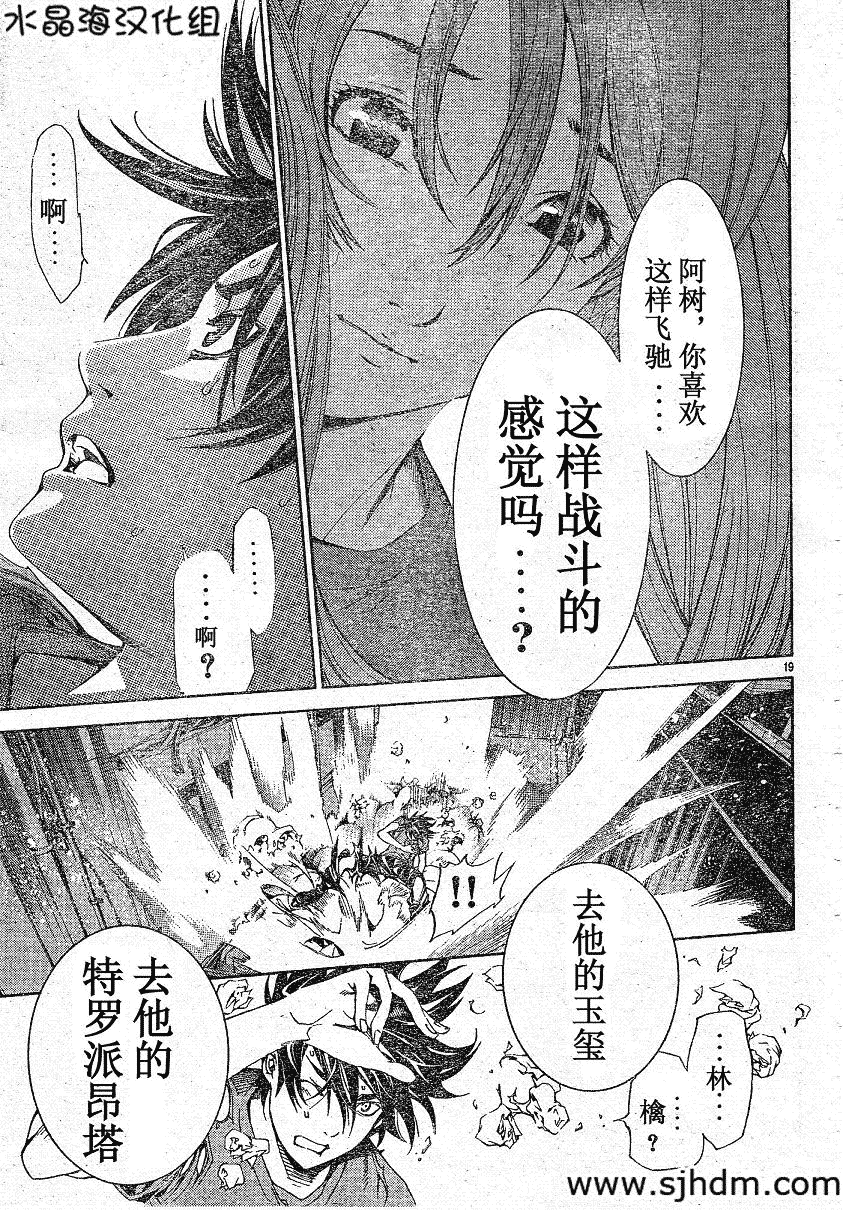 水晶海汉化组
阿树，你喜欢
这样飞驰....
这样战斗的
感觉吗....?
.....
啊.....
......
.....啊?
19
!!
去他的玉玺
...林...
....檎?
去他的
特罗派昂塔
www.sjhdm.com